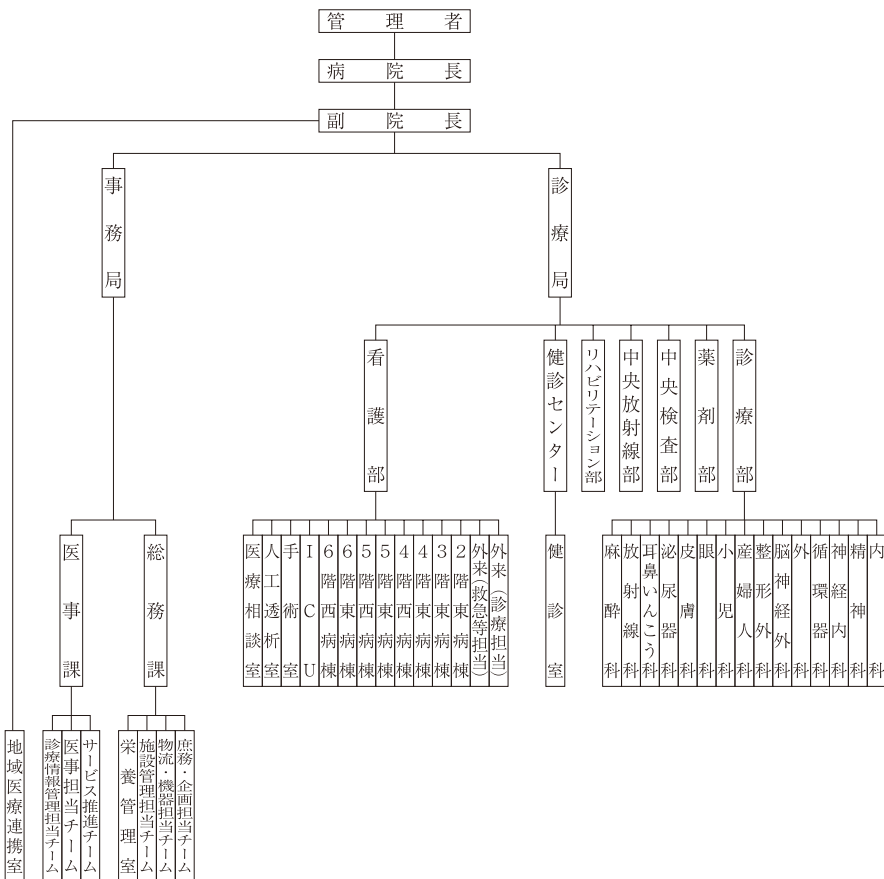 管理者
病院長
副院長
事務局
診療局
看護部
健診センター
リハビリテーション部
中央放射線部
中央検査部
薬剤部
診療部
医事課
総務課
医療相談室
人工透析室
手術室
ICU
6階西病棟
6階東病棟
5階西病棟
5階東病棟
4階西病棟
4階東病棟
3階東病棟
2階東病棟
外来(救急等担当)
外来(診療担当)
健診室
麻酔科
放射線科
耳鼻いんこう科
泌尿器科
皮膚科
眼科
小児科
産婦人科
整形外科
脳神経外科
外科
循環器科
神経内科
精神科
内科
地域医療連携室
診療情報管理担当チーム
医事担当チーム
サービス推進チーム
栄養管理室
施設管理担当チーム
物流・機器担当チーム
庶務・企画担当チーム